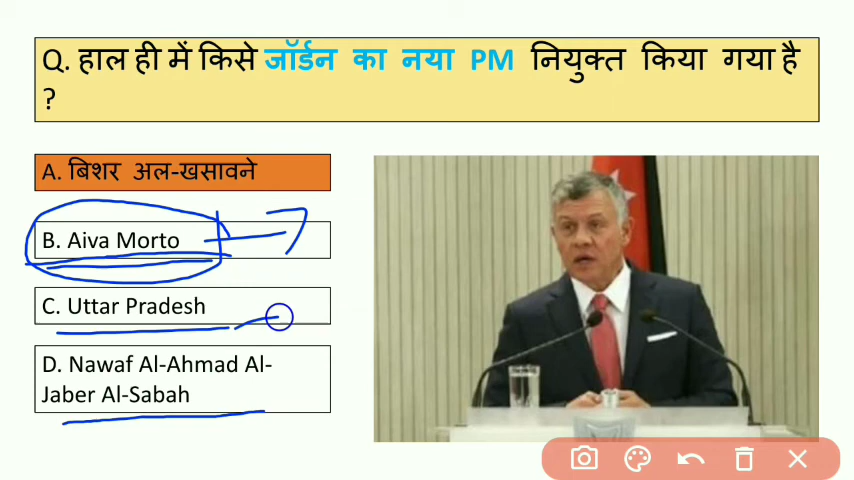 Q. हाल ही में किसे जॉर्डन का नया PM नियुक्त किया गया है
?
A. बिशर अल-खसावने
B. Aiva Morto
C. Uttar Pradesh
D. Nawaf Al-Ahmad Al-
Jaber Al-Sabah